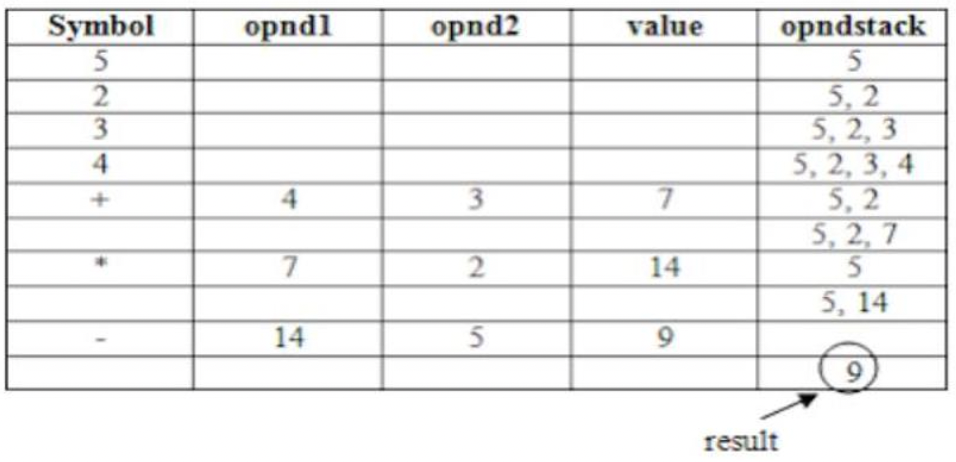 Symbol opnd1 opnd2 value opndstack
5 5
2 5, 2
3 5, 2, 3
4 5, 2, 3, 4
+ 4 3 7 5, 2
5, 2, 7
* 7 2 14 5
5, 14
- 14 5 9
9
result